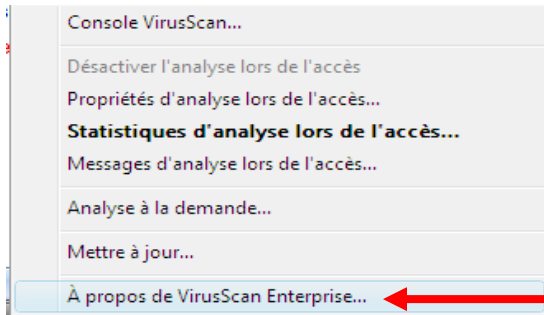 Console VirusScan...
Désactiver l'analyse lors de l'accès
Propriétés d'analyse lors de l'accès...
Statistiques d'analyse lors de l'accès...
Messages d'analyse lors de l'accès...
Analyse à la demande...
Mettre à jour...
À propos de VirusScan Enterprise...